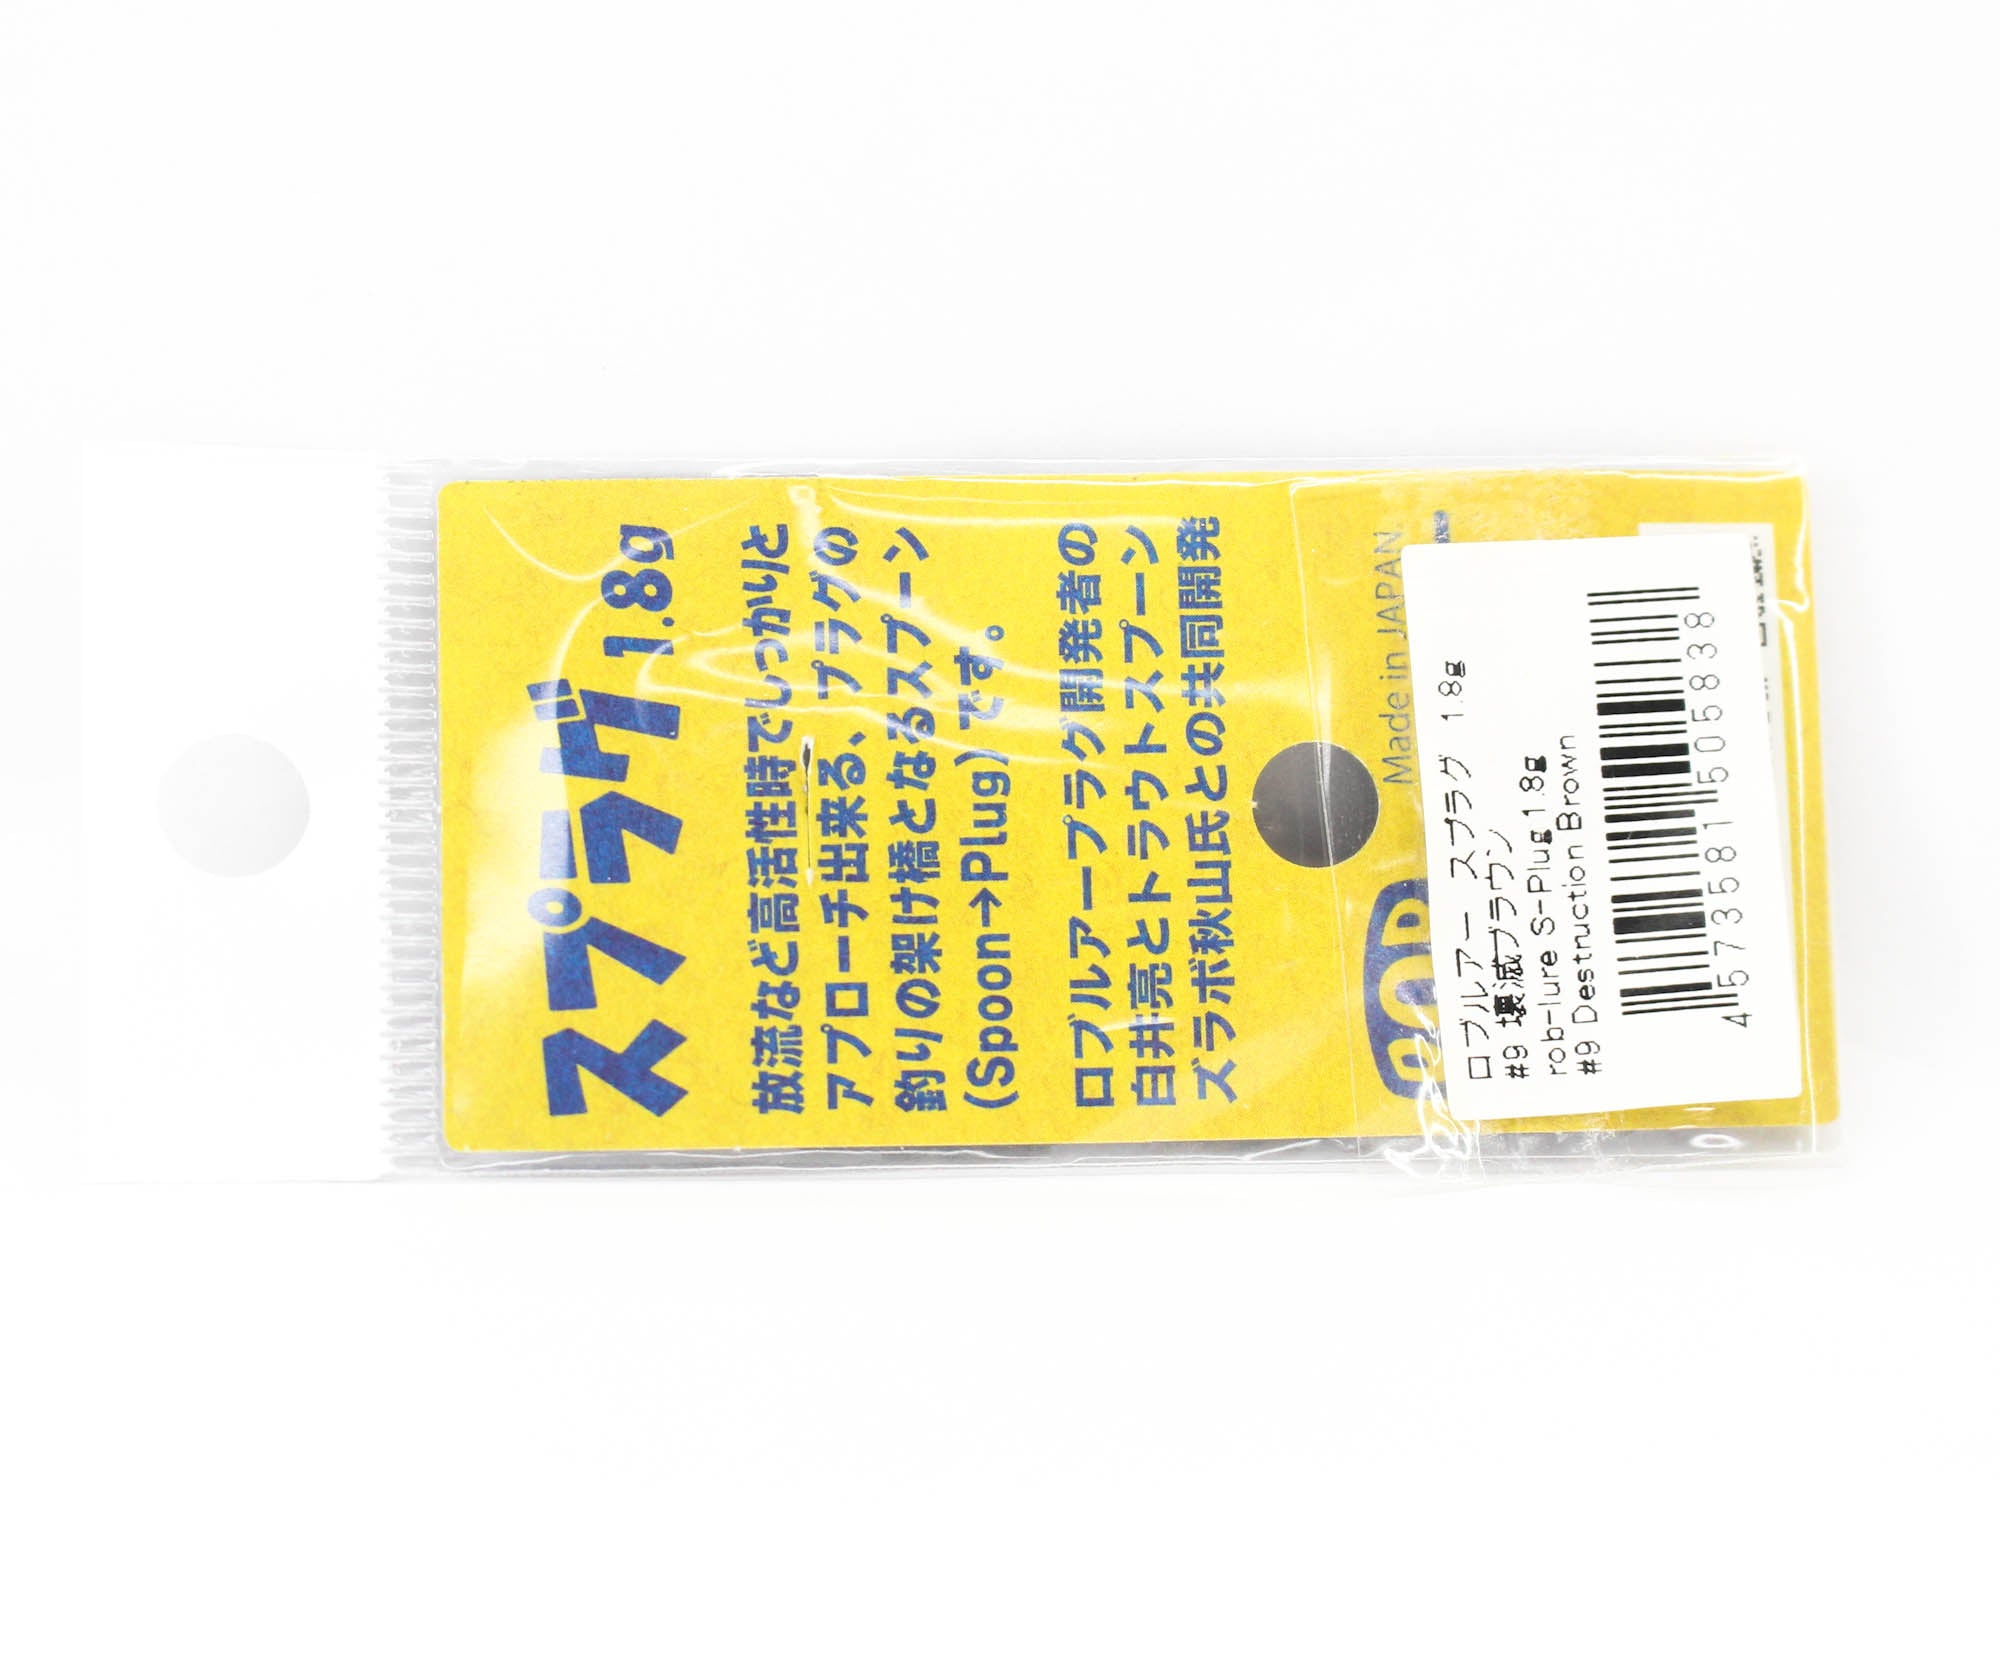 スプラグ 1.8g
放流など高活性時でしっかりと
アプローチ出来る、プラグの
釣りの架け橋となるスプーン
(Spoon→Plug)です。
ロブルアープラグ開発者の
白井亮とトラウトスプーン
ズラボ秋山氏との共同開発
Made in JAPAN.
ロブルアー スプラグ 1.8g
#9 壊滅ブラウン
rob-lure S-Plug1.8g
#9 Destruction Brown
4573581505838